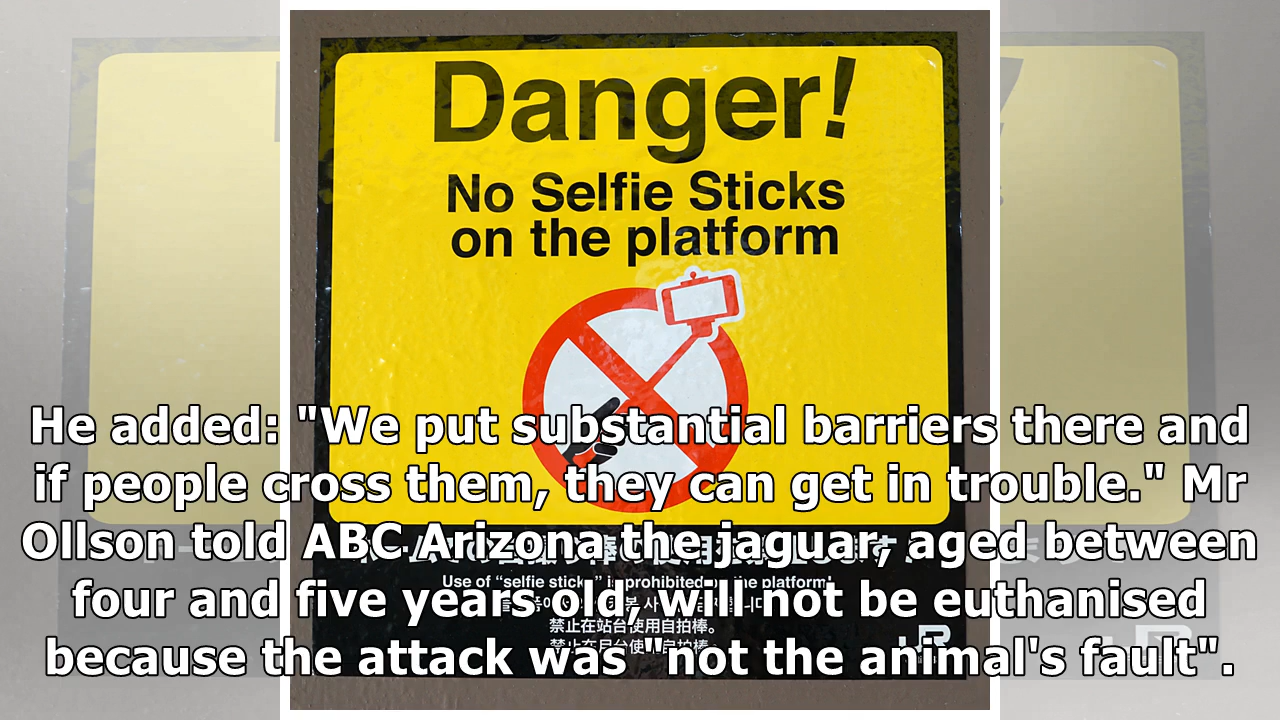 Danger!
No Selfie Sticks
on the platform
He added: "We put substantial barriers there and
if people cross them, they can get in trouble." Mr
Ollson told ABC Arizona the jaguar, aged between
four and five years old, will not be euthanised
because the attack was "not the animal's fault".
Use of “selfie stick” is prohibited on the platform!
禁止在站台使用自拍棒。